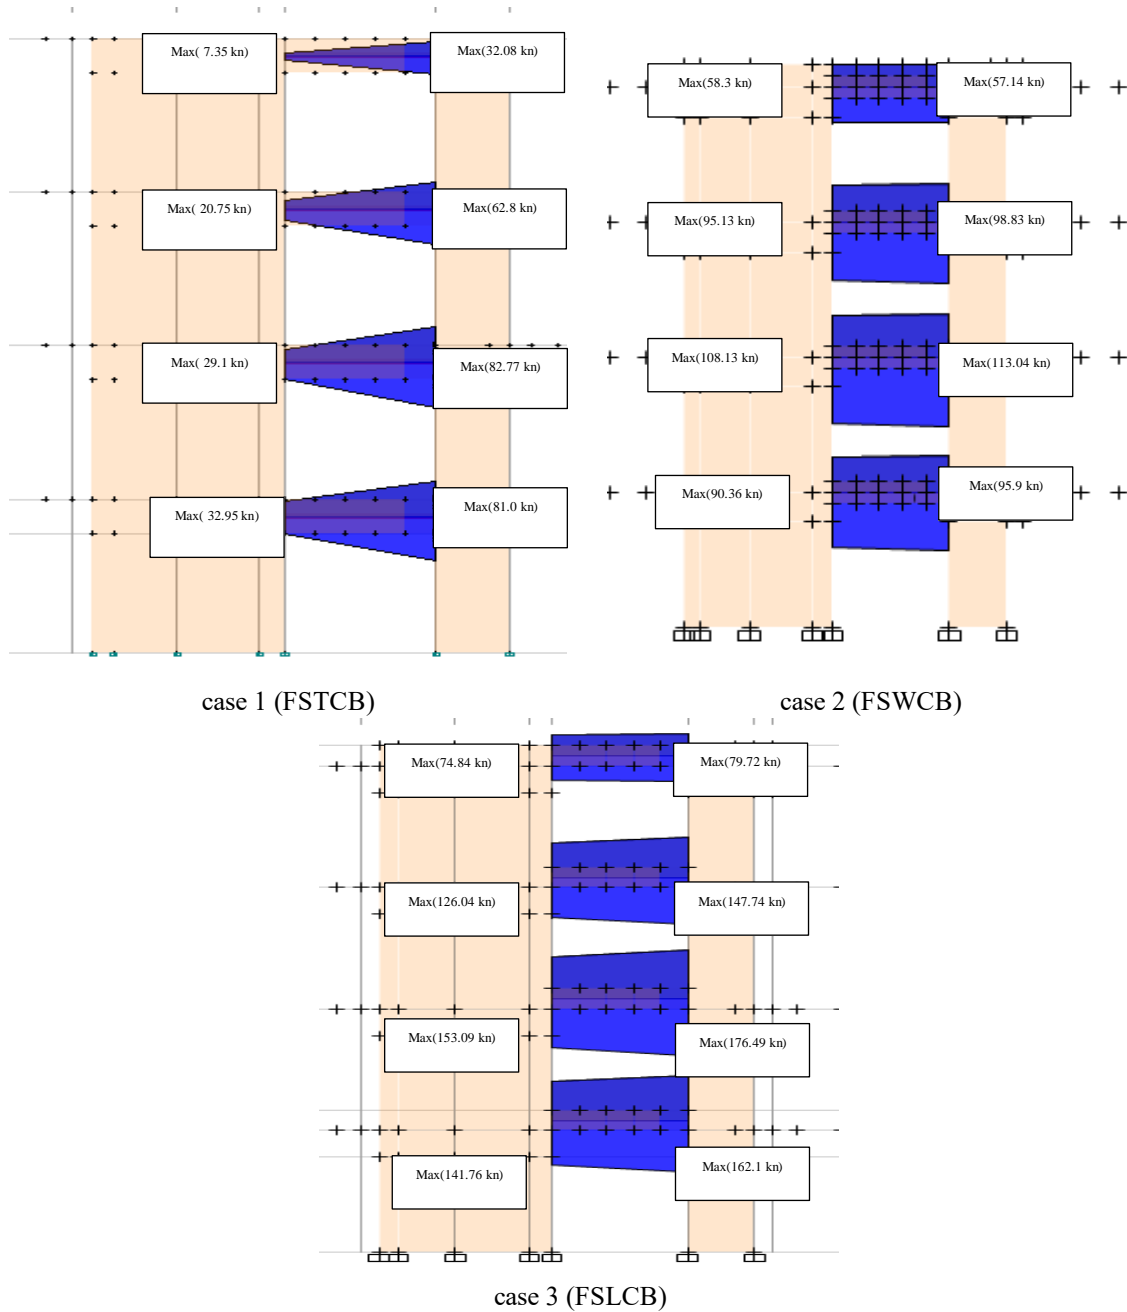 Max( 7.35 kn)
Max(32.08 kn)
Max( 20.75 kn)
Max(62.8 kn)
Max( 29.1 kn)
Max(82.77 kn)
Max( 32.95 kn)
Max(81.0 kn)
case 1 (FSTCB)
Max(58.3 kn)
Max(57.14 kn)
Max(95.13 kn)
Max(98.83 kn)
Max(108.13 kn)
Max(113.04 kn)
Max(90.36 kn)
Max(95.9 kn)
case 2 (FSWCB)
Max(74.84 kn)
Max(79.72 kn)
Max(126.04 kn)
Max(147.74 kn)
Max(153.09 kn)
Max(176.49 kn)
Max(141.76 kn)
Max(162.1 kn)
case 3 (FSLCB)